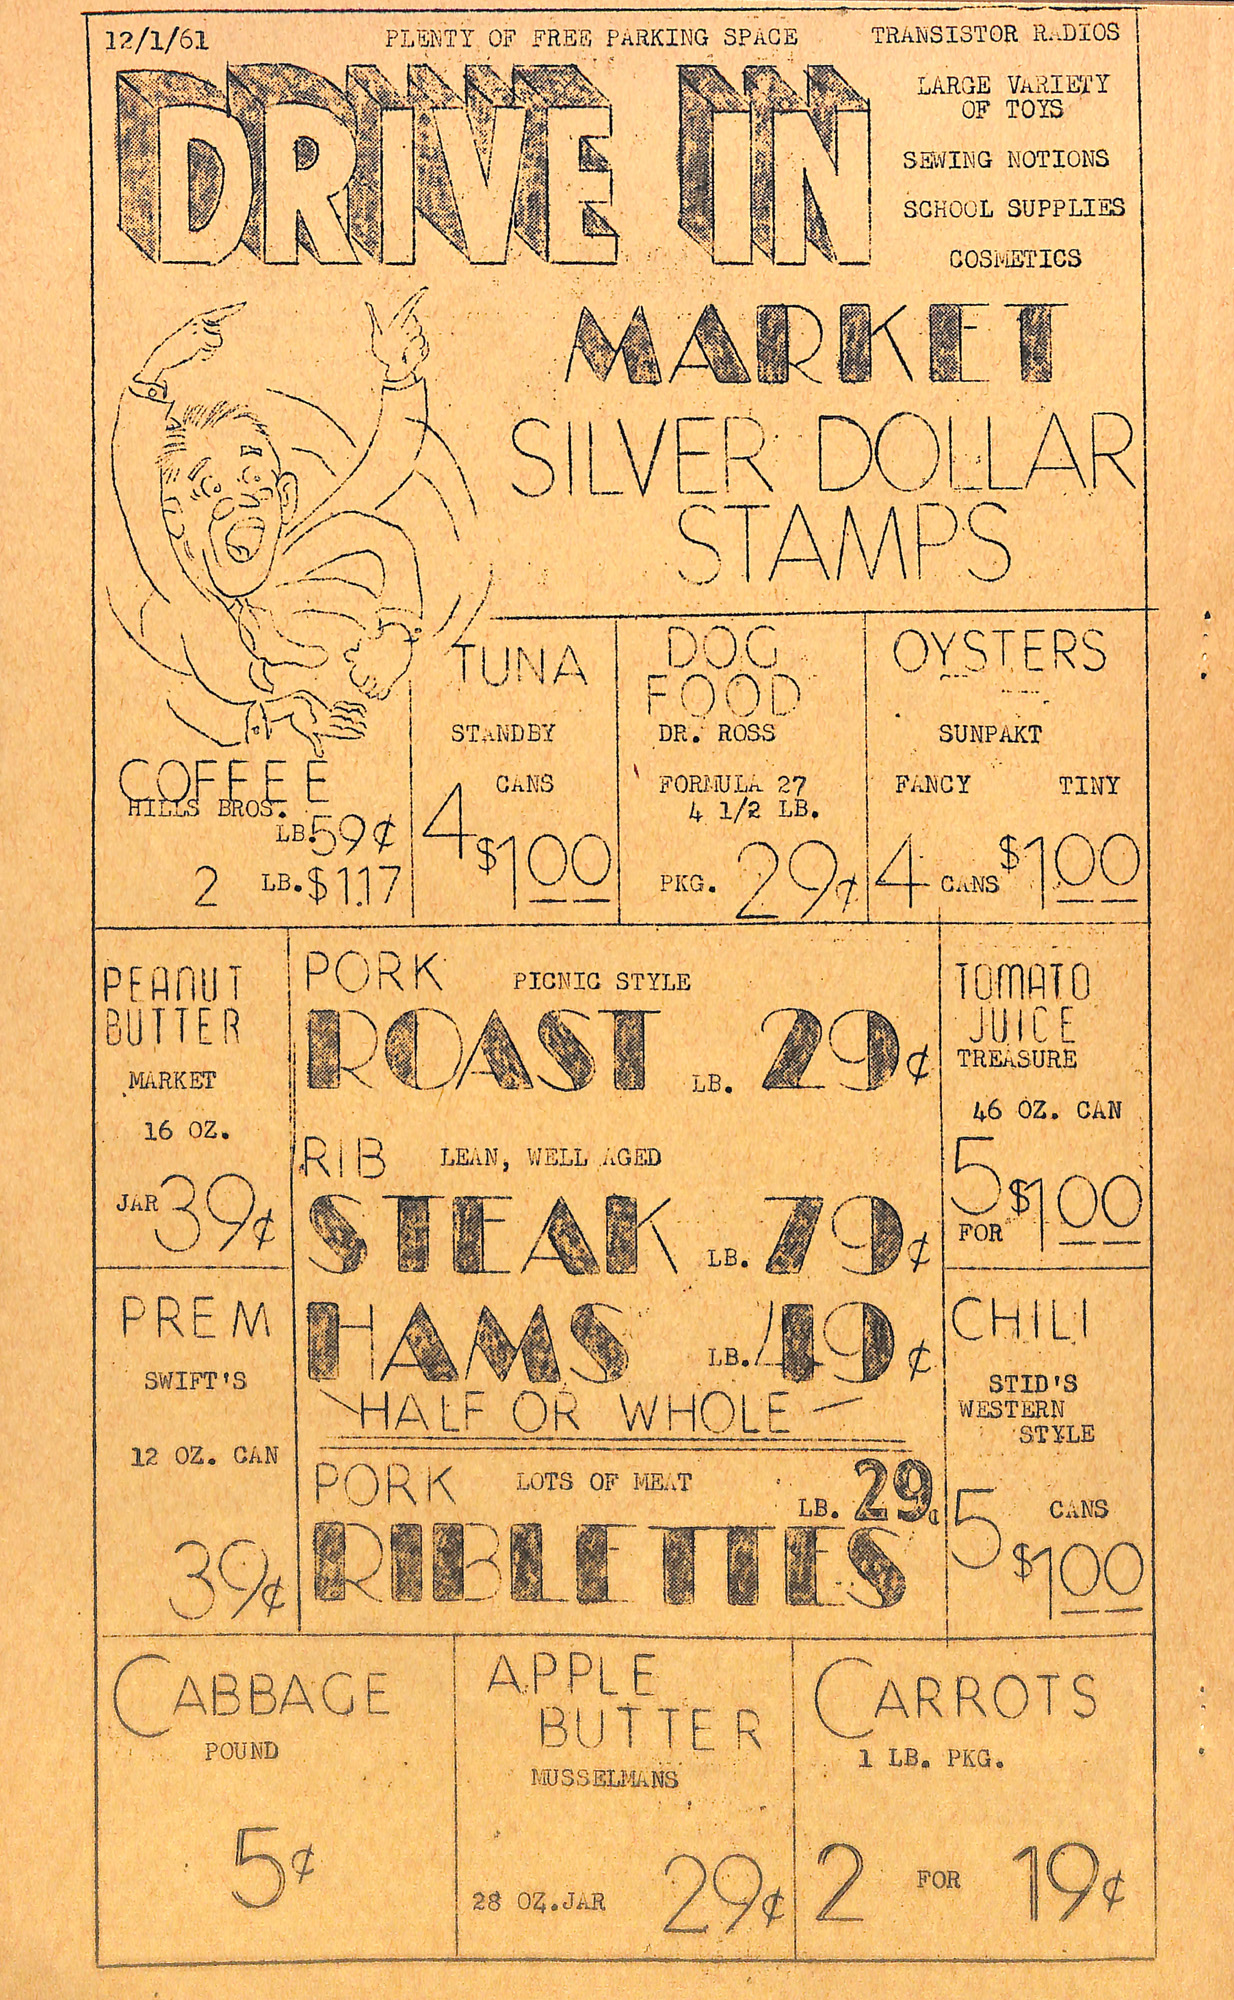 12/1/61 PLENTY OF FREE PARKING SPACE TRANSISTOR RADIOS
DRIVE IN
LARGE VARIETY
OF TOYS
SEWING NOTIONS
SCHOOL SUPPLIES
COSMETICS
MARKET
SILVER DOLLAR
STAMPS
COFFEE
HILLS BROS.
LB. 59¢
2 LB. $1.17
TUNA
STANDBY
CANS
4 $1.00
DOG
FOOD
DR. ROSS
FORMULA 27
4 1/2 LB.
PKG. 29¢
OYSTERS
SUNPAKT
FANCY TINY
4 CANS $1.00
PEANUT
BUTTER
MARKET
16 OZ.
JAR 39¢
PORK PICNIC STYLE
ROAST LB. 29¢
RIB LEAN, WELL AGED
STEAK LB. 79¢
HAMS LB. 49¢
HALF OR WHOLE
PORK LOTS OF MEAT LB. 29¢
RIBLETTES
TOMATO
JUICE
TREASURE
46 OZ. CAN
5 FOR $1.00
PREM
SWIFT'S
12 OZ. CAN
39¢
CHILI
STID'S
WESTERN
STYLE
5 CANS
$1.00
CABBAGE
POUND
5¢
APPLE
BUTTER
MUSSELMANS
28 OZ.JAR 29¢
CARROTS
1 LB. PKG.
2 FOR 19¢